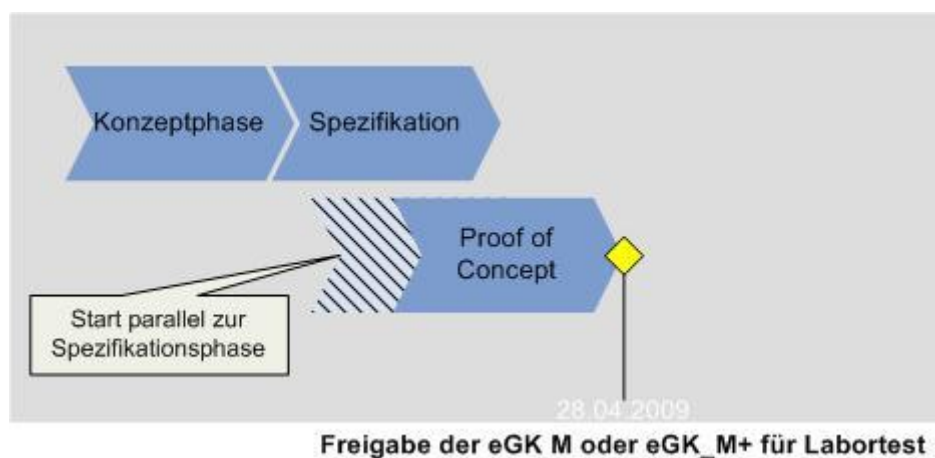 Konzeptphase
Spezifikation
Proof of
Concept
Start parallel zur
Spezifikationsphase
28.04.2009
Freigabe der eGK M oder eGK_M+ für Labortest